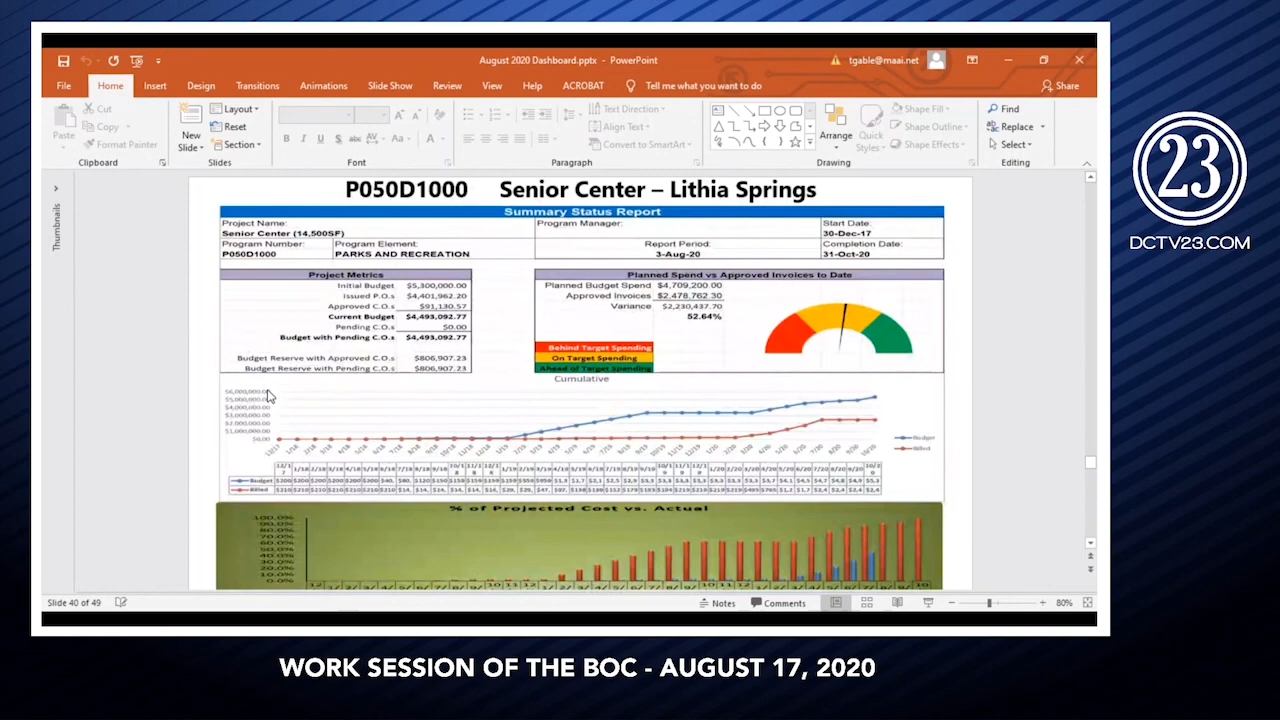 August 2020 Dashboard.pptx - PowerPoint
tgable@maai.net
File Home Insert Design Transitions Animations Slide Show Review View Help ACROBAT Tell me what you want to do Share
Paste
Cut
Copy
Format Painter
Clipboard
New Slide
Layout
Reset
Section
Slides
Font
Text Direction
Align Text
Convert to SmartArt
Paragraph
Arrange
Quick Styles
Shape Fill
Shape Outline
Shape Effects
Drawing
Find
Replace
Select
Editing
Thumbnails
P050D1000 Senior Center – Lithia Springs
Summary Status Report
Project Name: Program Manager: Start Date:
Senior Center (14,500SF) 30-Dec-17
Program Number: Program Element: Report Period: Completion Date:
P050D1000 PARKS AND RECREATION 3-Aug-20 31-Oct-20
Project Metrics
Initial Budget $5,300,000.00
Issued P.O.s $4,401,962.20
Approved C.O.s $91,130.57
Current Budget $4,493,092.77
Pending C.O.s $0.00
Budget with Pending C.O.s $4,493,092.77
Budget Reserve with Approved C.O.s $806,907.23
Budget Reserve with Pending C.O.s $806,907.23
Planned Spend vs Approved Invoices to Date
Planned Budget Spend $4,709,200.00
Approved Invoices $2,478,762.30
Variance $2,230,437.70
52.64%
Behind Target Spending
On Target Spending
Ahead of Target Spending
Cumulative
$6,000,000.00
$5,000,000.00
$4,000,000.00
$3,000,000.00
$2,000,000.00
$1,000,000.00
$0.00
Budget
Billed
Budget
Billed
% of Projected Cost vs. Actual
100.0%
90.0%
80.0%
70.0%
60.0%
50.0%
40.0%
30.0%
20.0%
10.0%
0.0%
Slide 40 of 49
Notes
Comments
80%
23
DCTV23.COM
WORK SESSION OF THE BOC - AUGUST 17, 2020